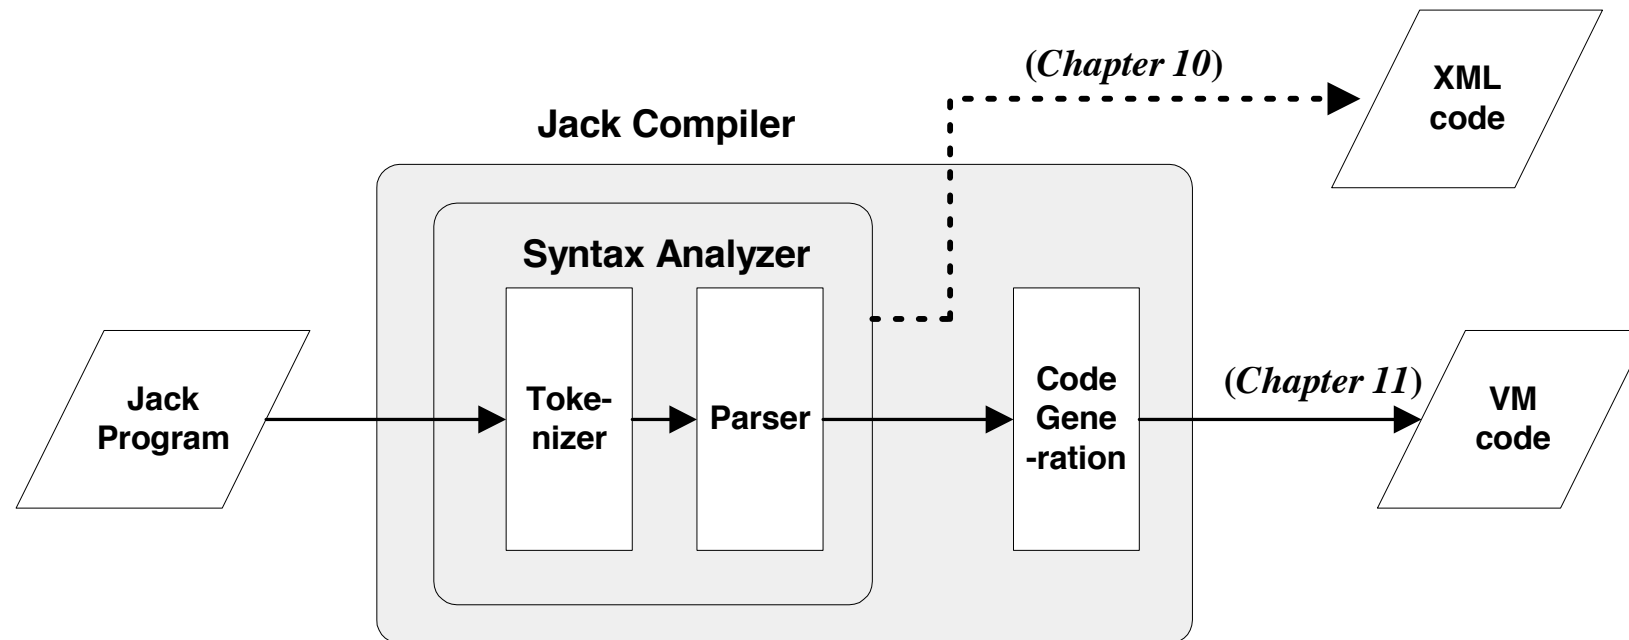 (Chapter 10)
XML
code
Jack Compiler
Syntax Analyzer
Jack
Program
Toke-
nizer
Parser
Code
Gene
-ration
(Chapter 11)
VM
code